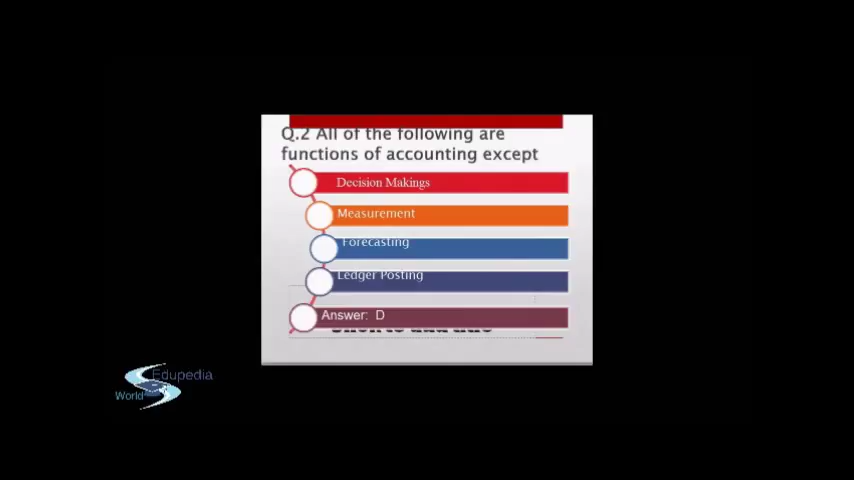 Q.2 All of the following are
functions of accounting except
Decision Makings
Measurement
Forecasting
Ledger Posting
Answer: D
Edupedia
World